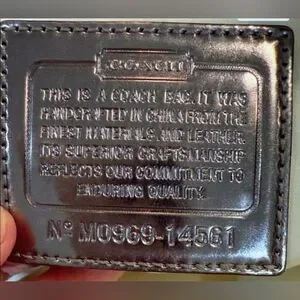 COACH
THIS IS A COACH BAG. IT WAS
HANDCRAFTED IN CHINA FROM THE
FINEST MATERIALS AND LEATHER.
ITS SUPERIOR CRAFTSMANSHIP
REFLECTS OUR COMMITMENT TO
ENDURING QUALITY.
Nº M0969-14561